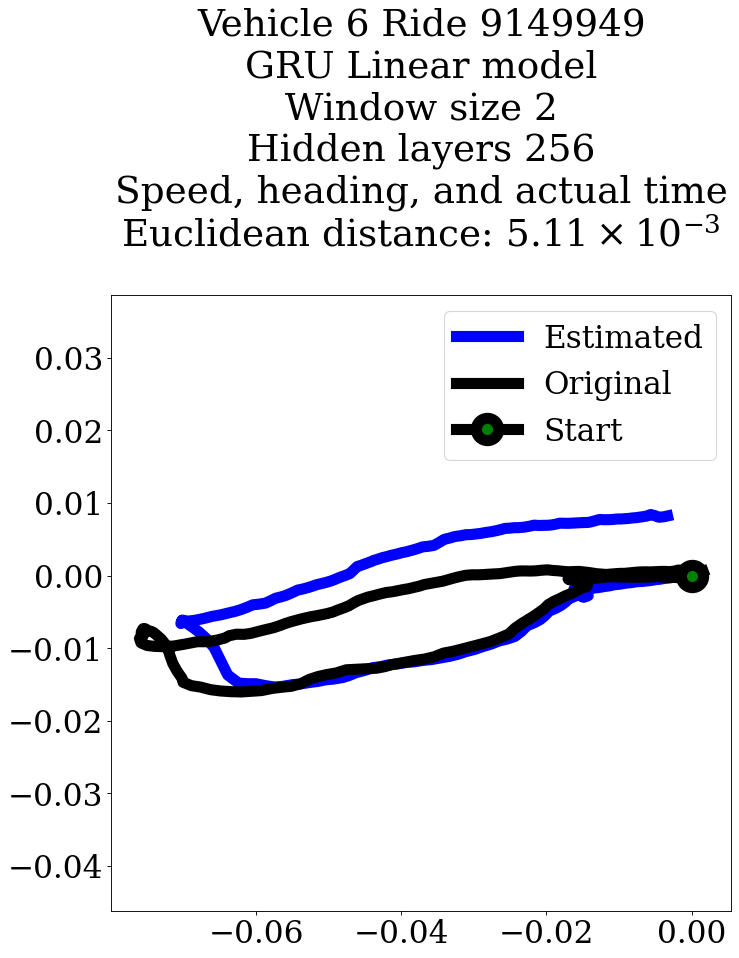 Vehicle 6 Ride 9149949
GRU Linear model
Window size 2
Hidden layers 256
Speed, heading, and actual time
Euclidean distance: 5.11 × 10⁻³
Estimated
Original
Start
0.03
0.02
0.01
0.00
−0.01
−0.02
−0.03
−0.04
−0.06 −0.04 −0.02 0.00